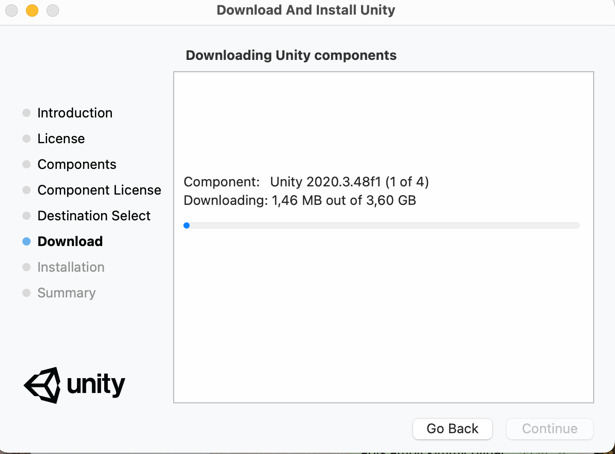 Download And Install Unity
Downloading Unity components
Introduction
License
Components
Component License
Destination Select
Download
Installation
Summary
Component: Unity 2020.3.48f1 (1 of 4)
Downloading: 1,46 MB out of 3,60 GB
unity
Go Back
Continue